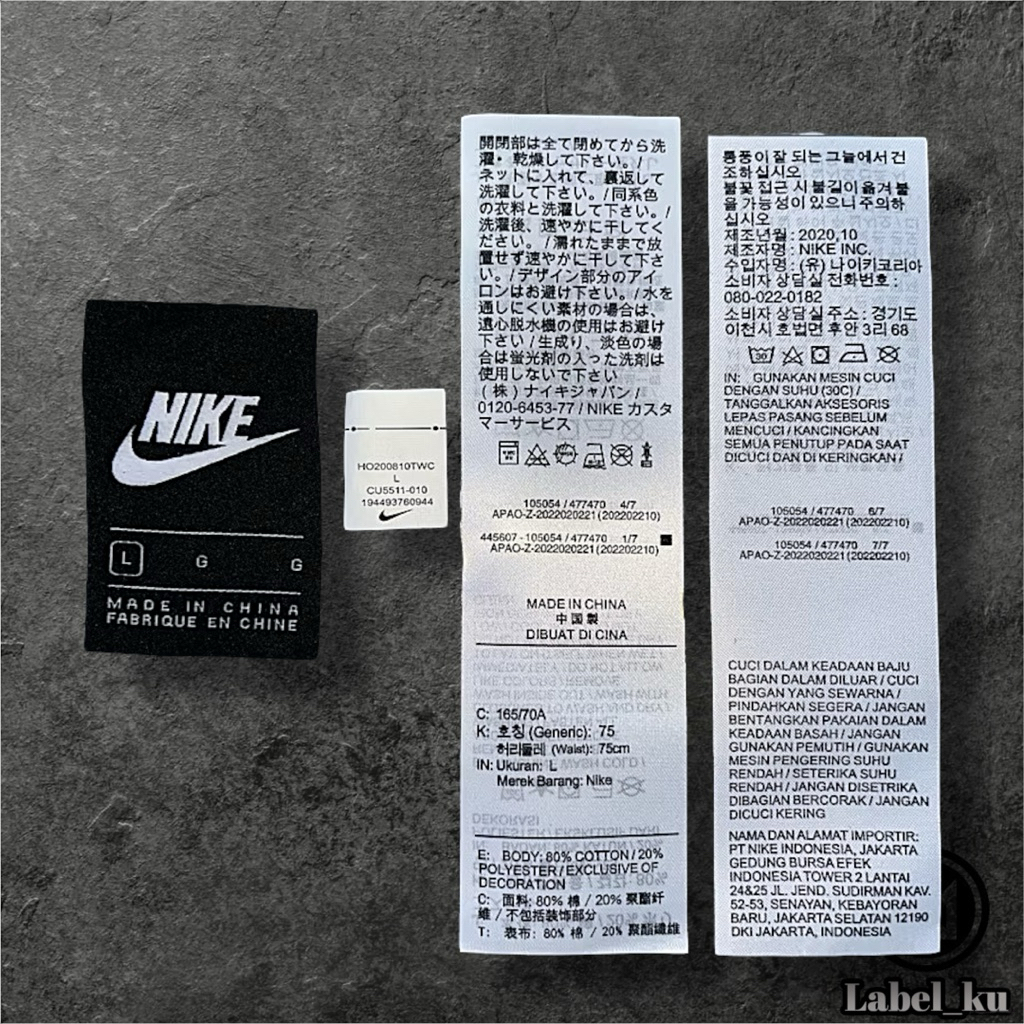 NIKE
L G G
MADE IN CHINA
FABRIQUE EN CHINE
HO200810TWC
L
CU5511-010
194493760944
開閉部は全て閉めてから洗
濯・乾燥して下さい。/
ネットに入れて、裏返して
洗濯して下さい。/同系色
の衣料と洗濯して下さい。/
洗濯後、速やかに干してく
ださい。/濡れたままで放
置せず速やかに干して下さ
い。/デザイン部分のアイ
ロンはお避け下さい。/水を
通しにくい素材の場合は、
遠心脱水機の使用はお避け
下さい/生成り、淡色の場
合は蛍光剤の入った洗剤は
使用しないで下さい
(株)ナイキジャパン/
0120-6453-77/NIKE カスタ
マーサービス
105054 / 477470 4/7
APAO-Z-2022020221 (202202210)
445607 - 105054 / 477470 1/7
APAO-Z-2022020221 (202202210)
MADE IN CHINA
中国製
DIBUAT DI CINA
C: 165/70A
K: 호칭 (Generic): 75
허리둘레 (Waist): 75cm
IN: Ukuran: L
Merek Barang: Nike
E: BODY: 80% COTTON / 20%
POLYESTER / EXCLUSIVE OF
DECORATION
C: 面料: 80% 棉 / 20% 聚酯纤
维 / 不包括装饰部分
T: 表布: 80% 棉 / 20% 聚酯纖維
통풍이 잘 되는 그늘에서 건
조하십시오
불꽃 접근 시 불길이 옮겨 붙
을 가능성이 있으니 주의하
십시오
제조년월 : 2020.10
제조자명 : NIKE INC.
수입자명 : (유) 나이키코리아
소비자 상담실 전화번호 :
080-022-0182
소비자 상담실 주소 : 경기도
이천시 호법면 후안 3리 68
30
IN: GUNAKAN MESIN CUCI
DENGAN SUHU (30C) /
TANGGALKAN AKSESORIS
LEPAS PASANG SEBELUM
MENCUCI / KANCINGKAN
SEMUA PENUTUP PADA SAAT
DICUCI DAN DI KERINGKAN /
105054 / 477470 6/7
APAO-Z-2022020221 (202202210)
105054 / 477470 7/7
APAO-Z-2022020221 (202202210)
CUCI DALAM KEADAAN BAJU
BAGIAN DALAM DILUAR / CUCI
DENGAN YANG SEWARNA /
PINDAHKAN SEGERA / JANGAN
BENTANGKAN PAKAIAN DALAM
KEADAAN BASAH / JANGAN
GUNAKAN PEMUTIH / GUNAKAN
MESIN PENGERING SUHU
RENDAH / SETERIKA SUHU
RENDAH / JANGAN DISETRIKA
DIBAGIAN BERCORAK / JANGAN
DICUCI KERING
NAMA DAN ALAMAT IMPORTIR:
PT NIKE INDONESIA, JAKARTA
GEDUNG BURSA EFEK
INDONESIA TOWER 2 LANTAI
24&25 JL. JEND. SUDIRMAN KAV.
52-53, SENAYAN, KEBAYORAN
BARU, JAKARTA SELATAN 12190
DKI JAKARTA, INDONESIA
Label_ku